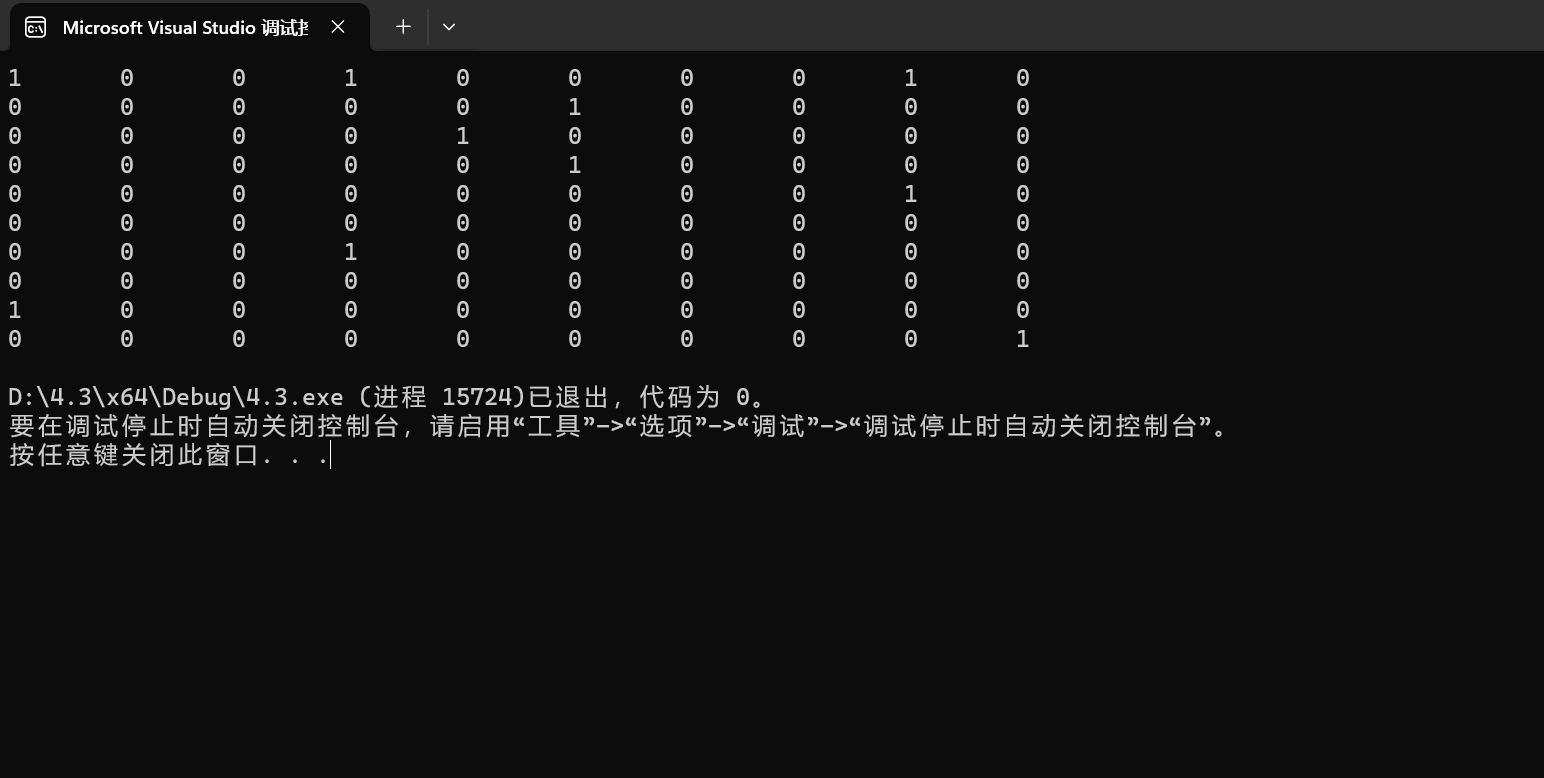 Microsoft Visual Studio 调试
1 0 0 1 0 0 0 0 1 0
0 0 0 0 0 1 0 0 0 0
0 0 0 0 1 0 0 0 0 0
0 0 0 0 0 1 0 0 0 0
0 0 0 0 0 0 0 0 1 0
0 0 0 0 0 0 0 0 0 0
0 0 0 1 0 0 0 0 0 0
0 0 0 0 0 0 0 0 0 0
1 0 0 0 0 0 0 0 0 0
0 0 0 0 0 0 0 0 0 1
D:\4.3\x64\Debug\4.3.exe (进程 15724)已退出，代码为 0。
要在调试停止时自动关闭控制台，请启用“工具”->“选项”->“调试”->“调试停止时自动关闭控制台”。
按任意键关闭此窗口. . .